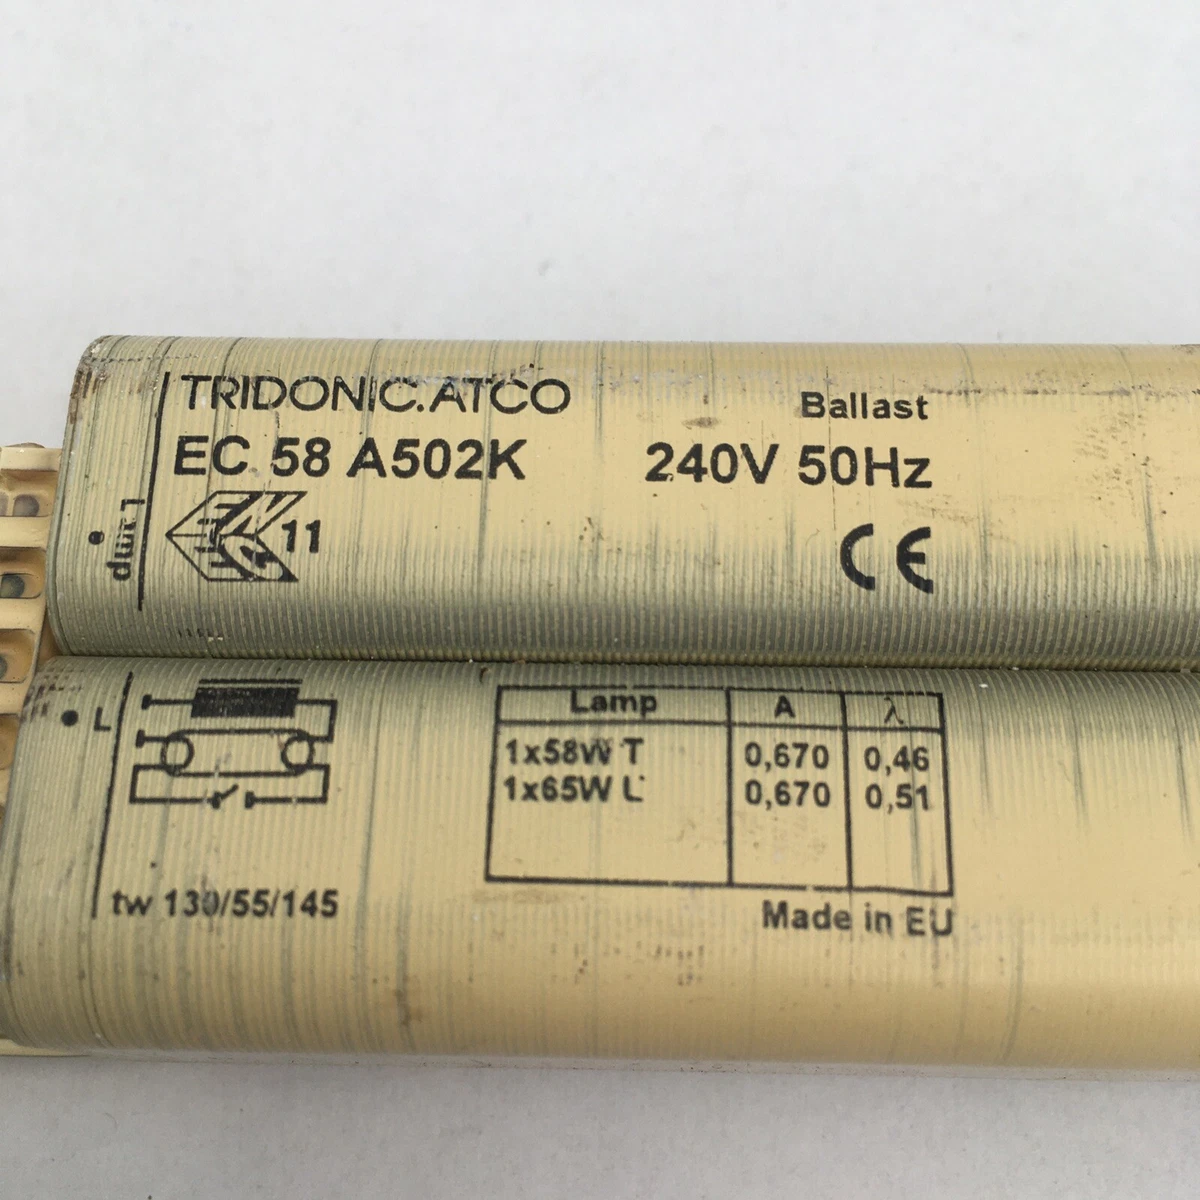 TRIDONIC.ATCO
Ballast
EC 58 A502K
240V 50Hz
Lamp
11
CE
L
Lamp A λ
1x58W T 0,670 0,46
1x65W L 0,670 0,51
tw 130/55/145
Made in EU